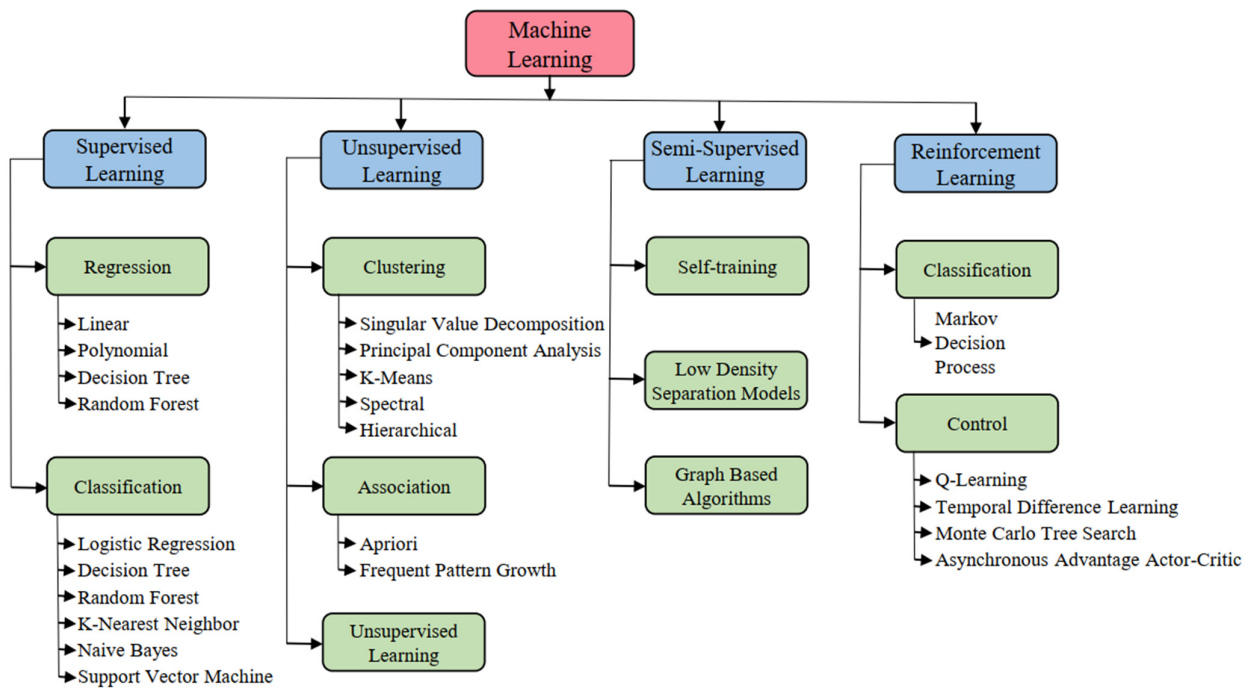 Machine
Learning
Supervised
Learning
Regression
Linear
Polynomial
Decision Tree
Random Forest
Classification
Logistic Regression
Decision Tree
Random Forest
K-Nearest Neighbor
Naive Bayes
Support Vector Machine
Unsupervised
Learning
Clustering
Singular Value Decomposition
Principal Component Analysis
K-Means
Spectral
Hierarchical
Association
Apriori
Frequent Pattern Growth
Unsupervised
Learning
Semi-Supervised
Learning
Self-training
Low Density
Separation Models
Graph Based
Algorithms
Reinforcement
Learning
Classification
Markov
Decision
Process
Control
Q-Learning
Temporal Difference Learning
Monte Carlo Tree Search
Asynchronous Advantage Actor-Critic